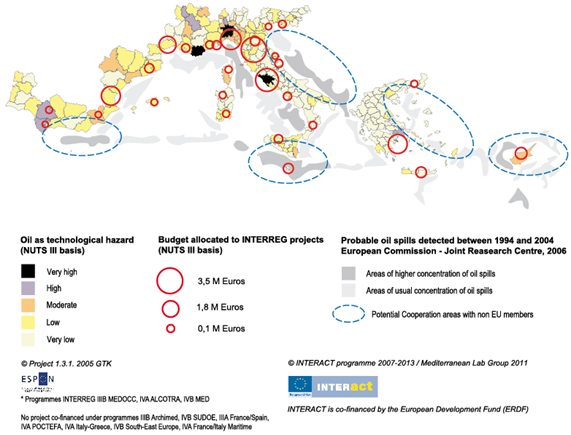 Oil as technological hazard
(NUTS III basis)
Very high
High
Moderate
Low
Very low
Budget allocated to INTERREG projects
(NUTS III basis)
3,5 M Euros
1,8 M Euros
0,1 M Euros
Probable oil spills detected between 1994 and 2004
European Commission - Joint Reasearch Centre, 2006
Areas of higher concentration of oil spills
Areas of usual concentration of oil spills
Potential Cooperation areas with non EU members
© Project 1.3.1. 2005 GTK
ESPON
* Programmes INTERREG IIIB MEDOCC, IVA ALCOTRA, IVB MED
No project co-financed under programmes IIIB Archimed, IVB SUDOE, IIIA France/Spain,
IVA POCTEFA, IVA Italy-Greece, IVB South-East Europe, IVA France/Italy Maritime
© INTERACT programme 2007-2013 / Mediterranean Lab Group 2011
INTERact
INTERACT is co-financed by the European Development Fund (ERDF)